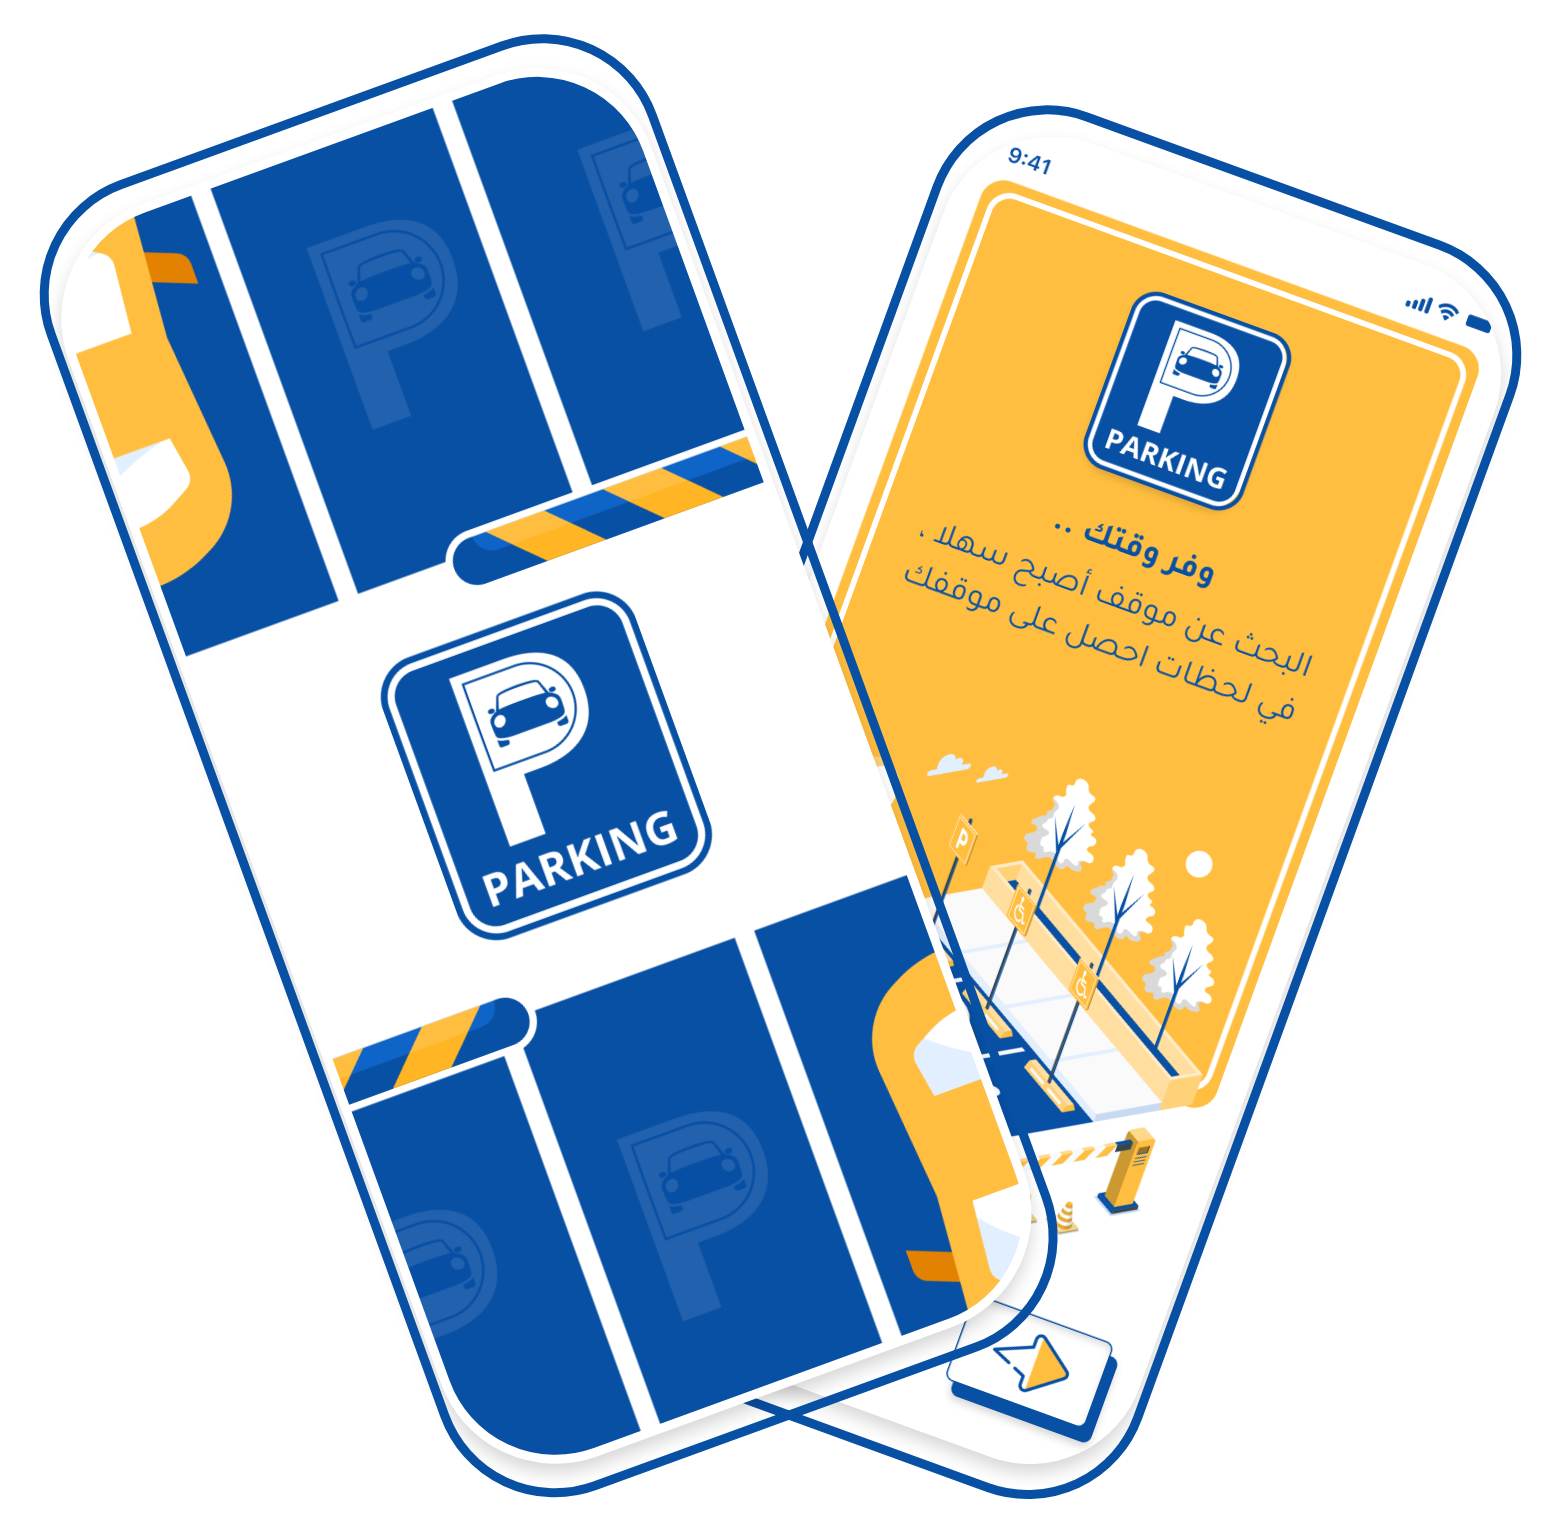 PARKING
9:41
PARKING
وفر وقتك ..
البحث عن موقف أصبح سهلا ،
في لحظات احصل على موقفك
P